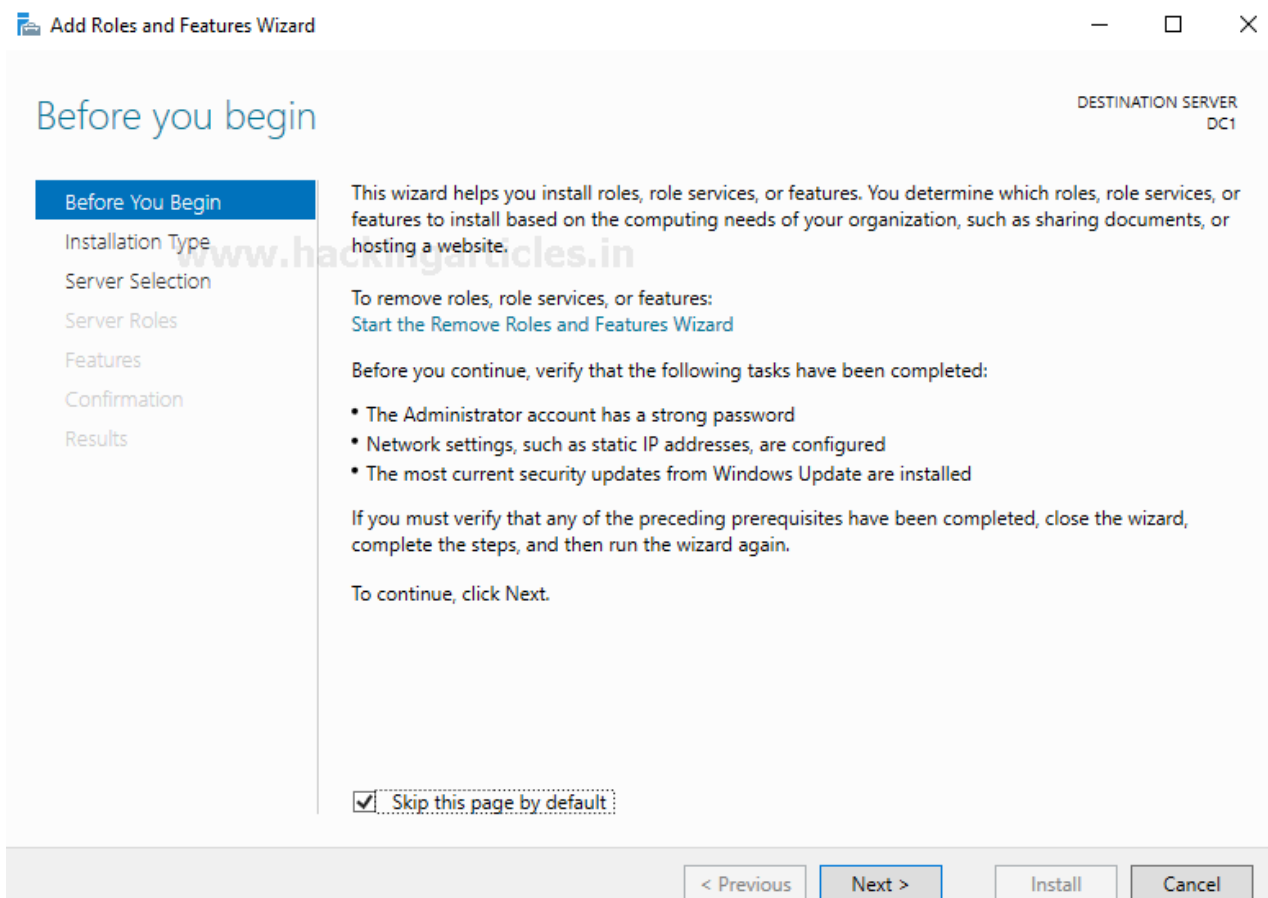 Add Roles and Features Wizard
Before you begin
DESTINATION SERVER
DC1
Before You Begin
Installation Type
Server Selection
Server Roles
Features
Confirmation
Results
This wizard helps you install roles, role services, or features. You determine which roles, role services, or
features to install based on the computing needs of your organization, such as sharing documents, or
hosting a website.
www.hackingarticles.in
To remove roles, role services, or features:
Start the Remove Roles and Features Wizard
Before you continue, verify that the following tasks have been completed:
• The Administrator account has a strong password
• Network settings, such as static IP addresses, are configured
• The most current security updates from Windows Update are installed
If you must verify that any of the preceding prerequisites have been completed, close the wizard,
complete the steps, and then run the wizard again.
To continue, click Next.
Skip this page by default
< Previous
Next >
Install
Cancel